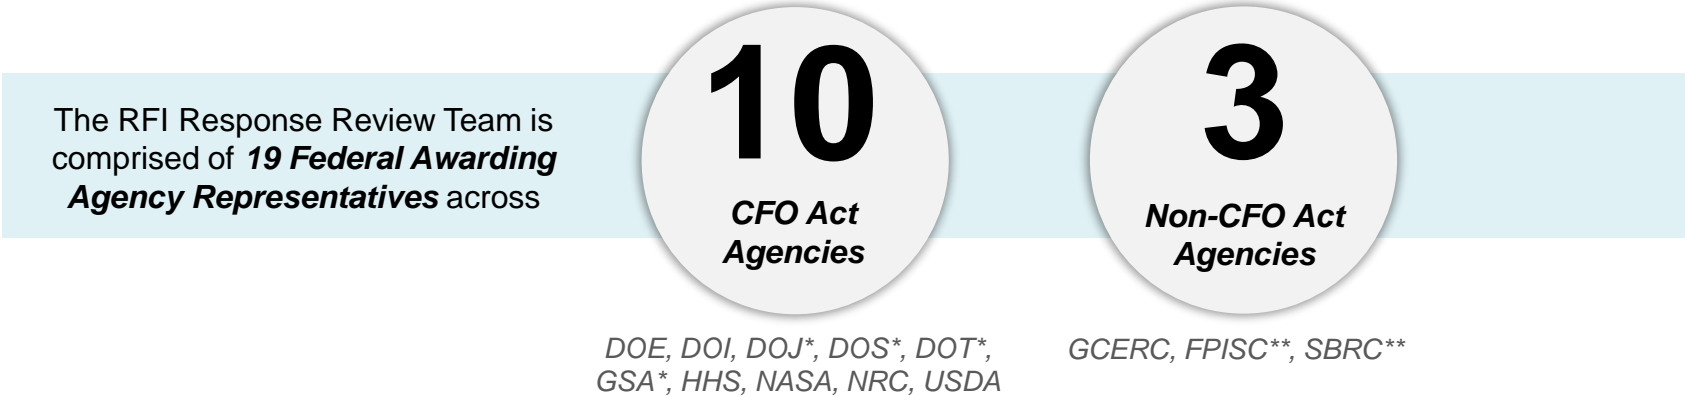 The RFI Response Review Team is
comprised of 19 Federal Awarding
Agency Representatives across
10
CFO Act
Agencies
DOE, DOI, DOJ*, DOS*, DOT*,
GSA*, HHS, NASA, NRC, USDA
3
Non-CFO Act
Agencies
GCERC, FPISC**, SBRC**